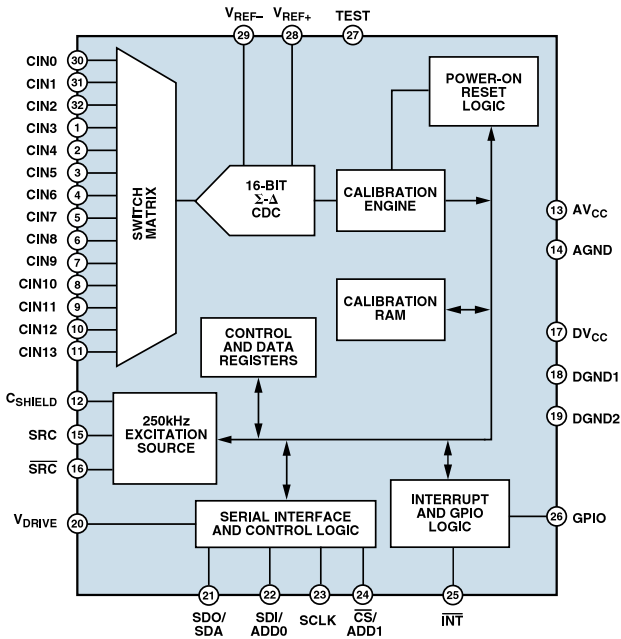 VREF–
VREF+
TEST
29
28
27
CIN0
30
CIN1
31
CIN2
32
CIN3
1
CIN4
2
CIN5
3
CIN6
4
CIN7
5
CIN8
6
CIN9
7
CIN10
8
CIN11
9
CIN12
10
CIN13
11
SWITCH
MATRIX
16-BIT
Σ-Δ
CDC
CALIBRATION
ENGINE
POWER-ON
RESET
LOGIC
CALIBRATION
RAM
CONTROL
AND DATA
REGISTERS
13
AVCC
14
AGND
17
DVCC
18
DGND1
19
DGND2
CSHIELD
12
SRC
15
S̅R̅C̅
16
250kHz
EXCITATION
SOURCE
VDRIVE
20
SERIAL INTERFACE
AND CONTROL LOGIC
INTERRUPT
AND GPIO
LOGIC
26
GPIO
21
22
23
24
25
SDO/
SDA
SDI/
ADD0
SCLK
C̅S̅/
ADD1
I̅N̅T̅